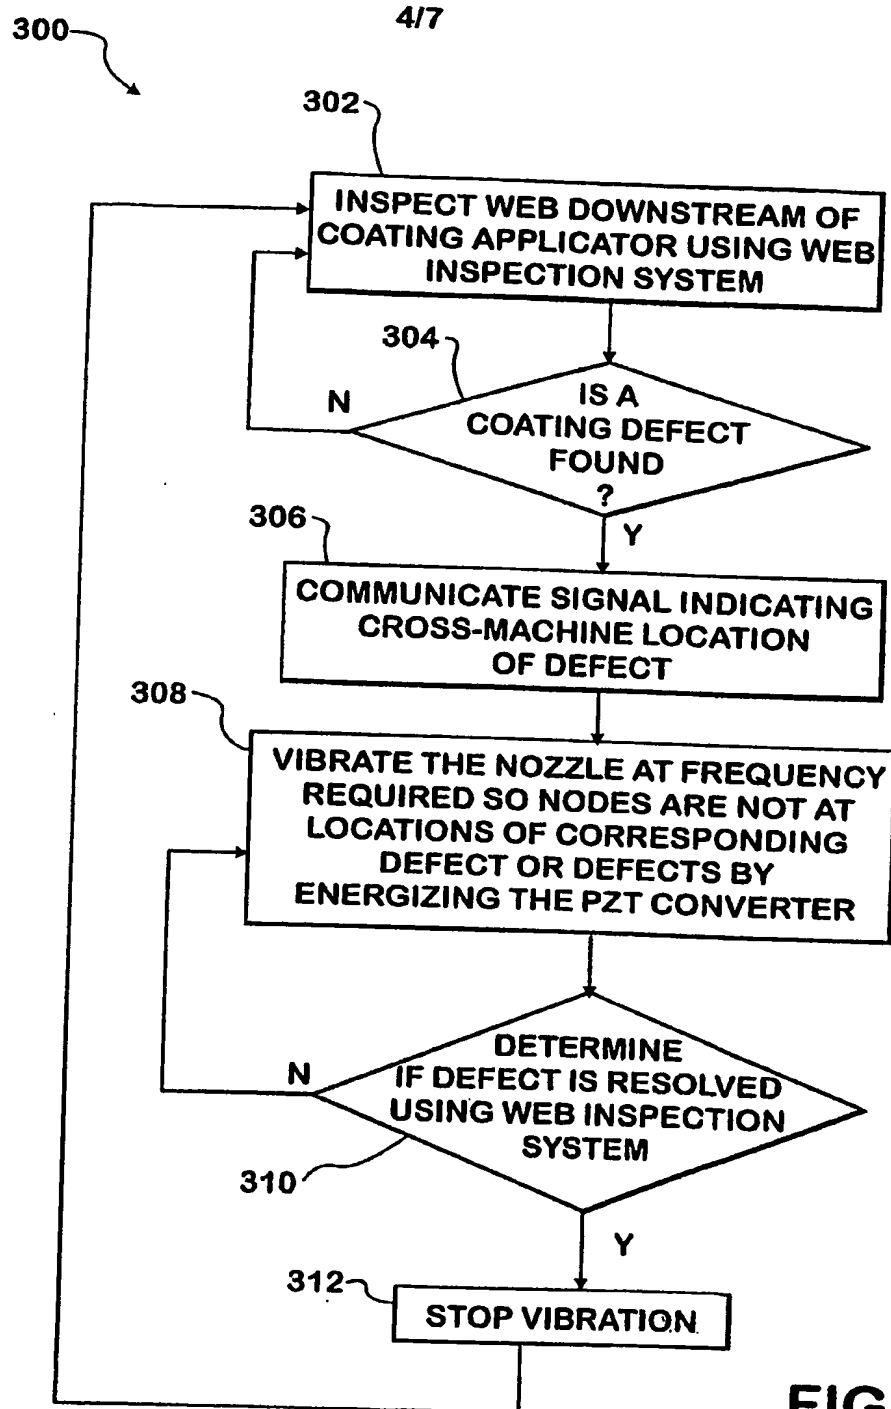 4/7
300
302
INSPECT WEB DOWNSTREAM OF
COATING APPLICATOR USING WEB
INSPECTION SYSTEM
304
N
IS A
COATING DEFECT
FOUND
?
Y
306
COMMUNICATE SIGNAL INDICATING
CROSS-MACHINE LOCATION
OF DEFECT
308
VIBRATE THE NOZZLE AT FREQUENCY
REQUIRED SO NODES ARE NOT AT
LOCATIONS OF CORRESPONDING
DEFECT OR DEFECTS BY
ENERGIZING THE PZT CONVERTER
N
DETERMINE
IF DEFECT IS RESOLVED
USING WEB INSPECTION
SYSTEM
310
Y
312
STOP VIBRATION
FIG